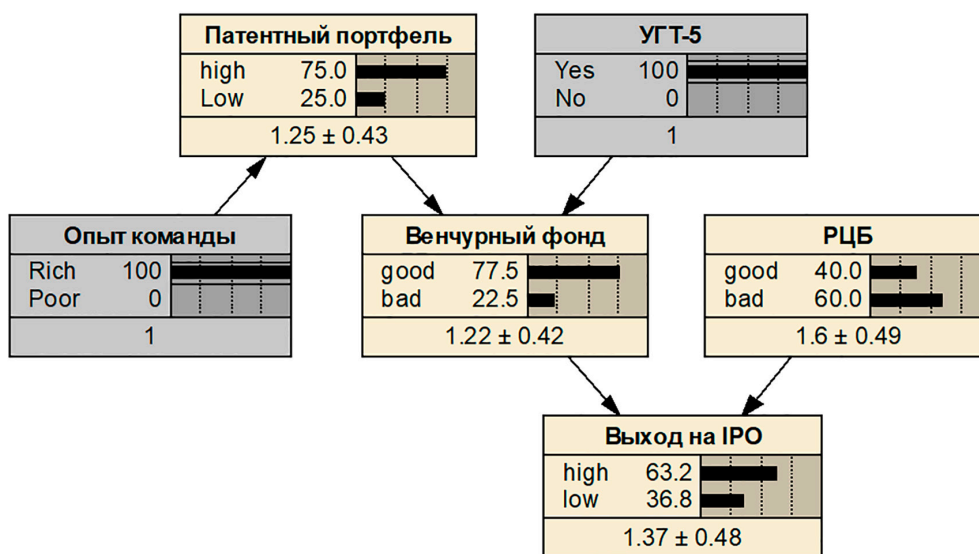 Патентный портфель
high 75.0
Low 25.0
1.25 ± 0.43
УГТ-5
Yes 100
No 0
1
Опыт команды
Rich 100
Poor 0
1
Венчурный фонд
good 77.5
bad 22.5
1.22 ± 0.42
РЦБ
good 40.0
bad 60.0
1.6 ± 0.49
Выход на IPO
high 63.2
low 36.8
1.37 ± 0.48